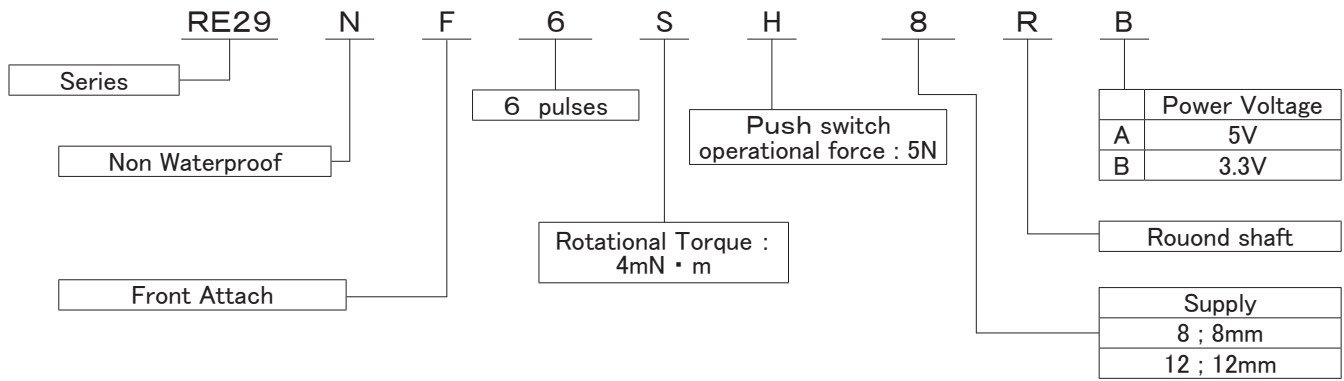 RE29 N F 6 S H 8 R B
Series
6 pulses
Push switch
operational force : 5N
Power Voltage
A 5V
B 3.3V
Non Waterproof
Rotational Torque :
4mN・m
Rouond shaft
Front Attach
Supply
8 ; 8mm
12 ; 12mm